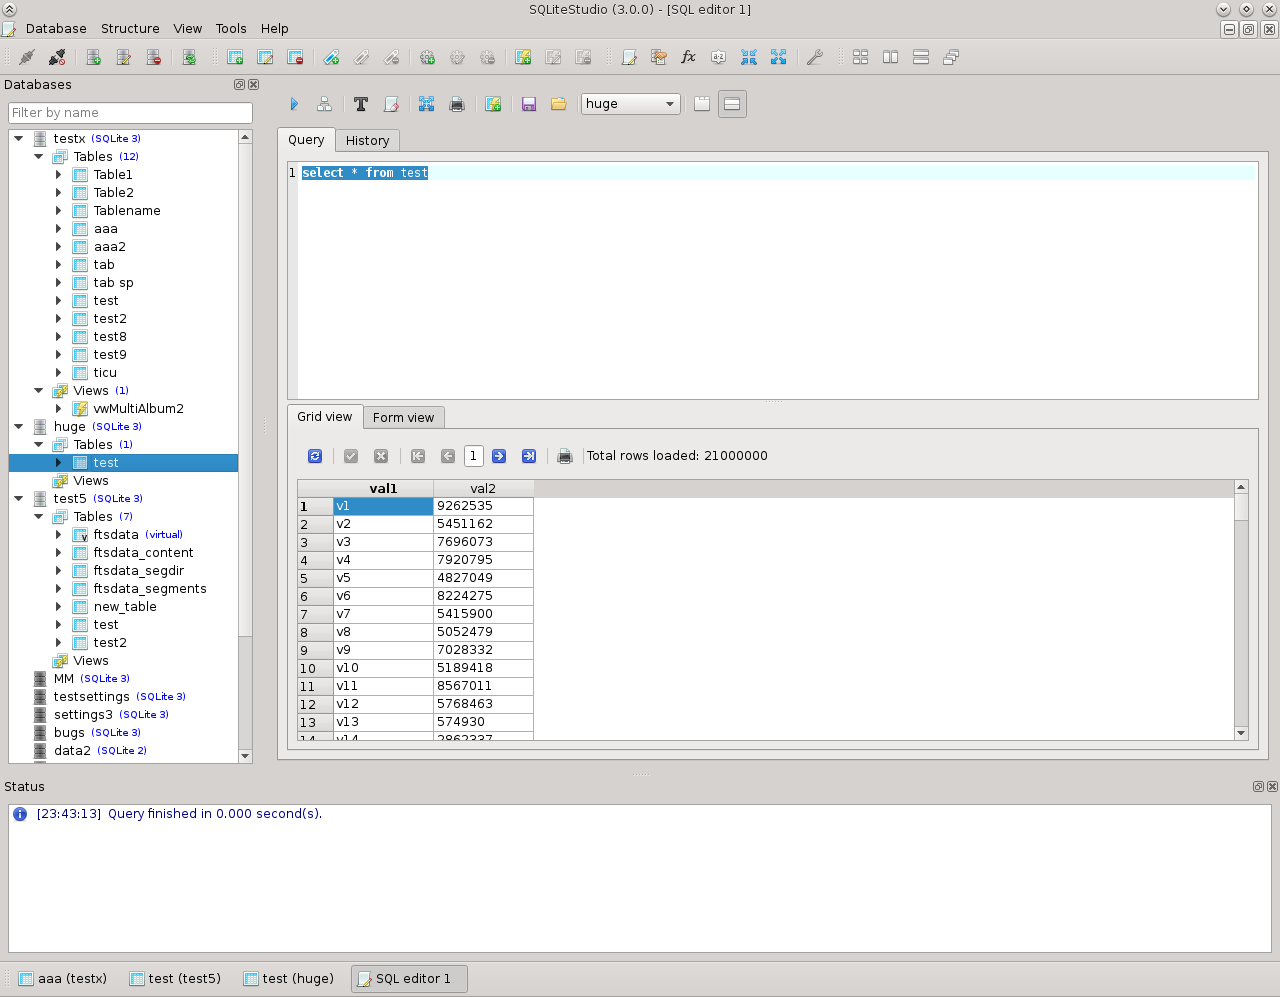 SQLiteStudio (3.0.0) - [SQL editor 1]
Database Structure View Tools Help
Databases
Filter by name
testx (SQLite 3)
Tables (12)
Table1
Table2
Tablename
aaa
aaa2
tab
tab sp
test
test2
test8
test9
ticu
Views (1)
vwMultiAlbum2
huge (SQLite 3)
Tables (1)
test
Views
test5 (SQLite 3)
Tables (7)
ftsdata (virtual)
ftsdata_content
ftsdata_segdir
ftsdata_segments
new_table
test
test2
Views
MM (SQLite 3)
testsettings (SQLite 3)
settings3 (SQLite 3)
bugs (SQLite 3)
data2 (SQLite 2)
huge
Query History
1 select * from test
Grid view Form view
1 Total rows loaded: 21000000
val1 val2
1 v1 9262535
2 v2 5451162
3 v3 7696073
4 v4 7920795
5 v5 4827049
6 v6 8224275
7 v7 5415900
8 v8 5052479
9 v9 7028332
10 v10 5189418
11 v11 8567011
12 v12 5768463
13 v13 574930
14 v14 2862337
Status
[23:43:13] Query finished in 0.000 second(s).
aaa (testx) test (test5) test (huge) SQL editor 1